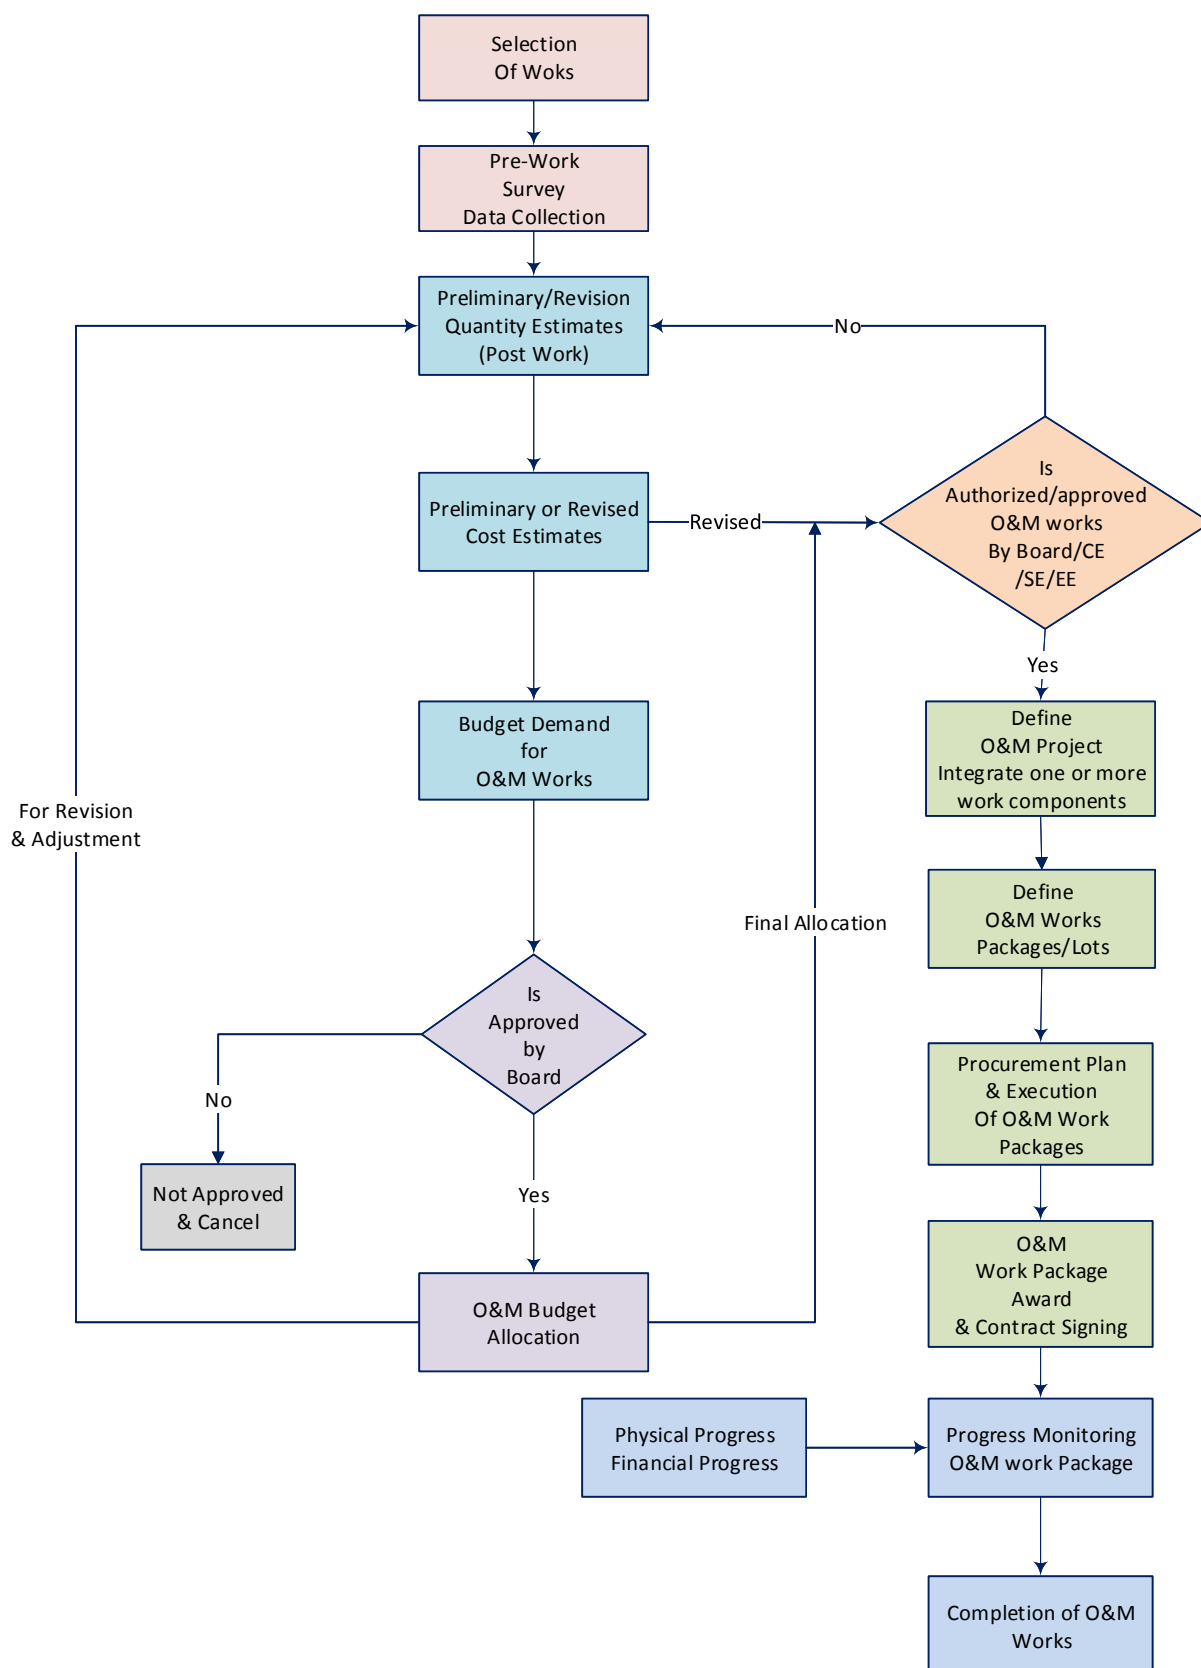 Selection
Of Woks
Pre-Work
Survey
Data Collection
Preliminary/Revision
Quantity Estimates
(Post Work)
No
Preliminary or Revised
Cost Estimates
Revised
Is
Authorized/approved
O&M works
By Board/CE
/SE/EE
Yes
Budget Demand
for
O&M Works
Define
O&M Project
Integrate one or more
work components
For Revision
& Adjustment
Define
O&M Works
Packages/Lots
Final Allocation
Is
Approved
by
Board
No
Yes
Not Approved
& Cancel
Procurement Plan
& Execution
Of O&M Work
Packages
O&M Budget
Allocation
O&M
Work Package
Award
& Contract Signing
Physical Progress
Financial Progress
Progress Monitoring
O&M work Package
Completion of O&M
Works